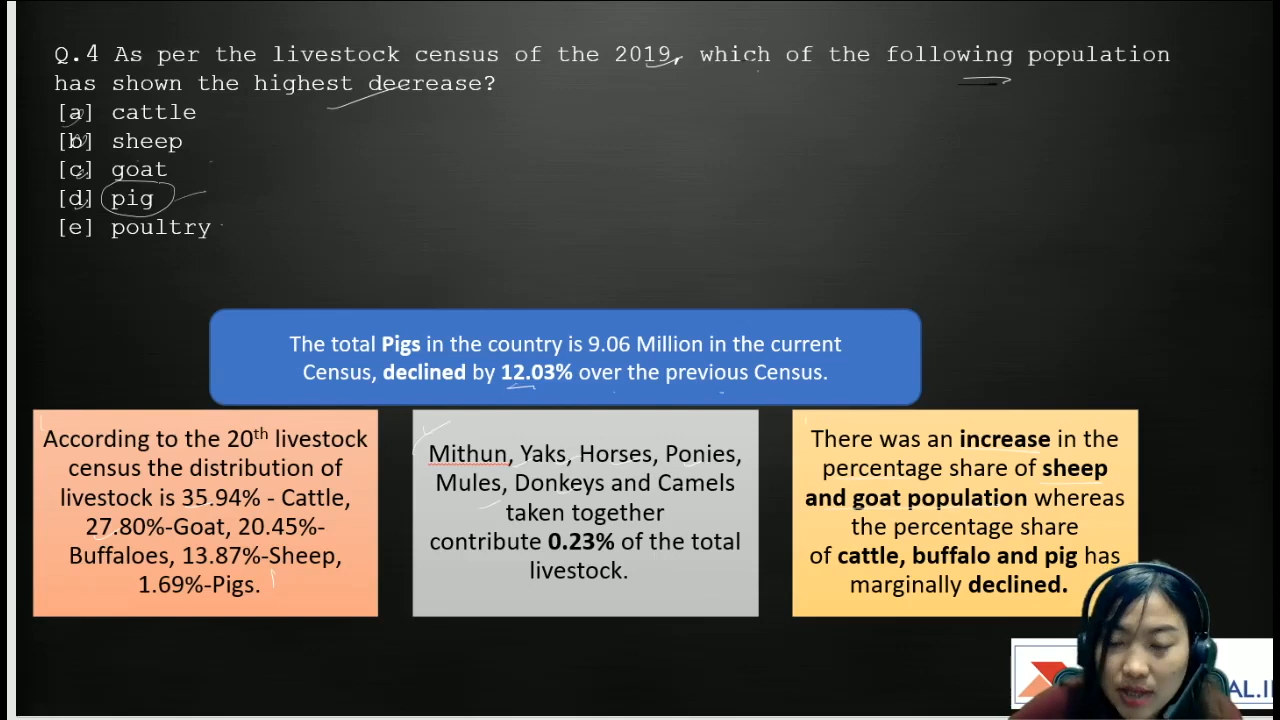 Q.4 As per the livestock census of the 2019, which of the following population
has shown the highest decrease?
[a] cattle
[b] sheep
[c] goat
[d] pig
[e] poultry
The total Pigs in the country is 9.06 Million in the current
Census, declined by 12.03% over the previous Census.
According to the 20th livestock
census the distribution of
livestock is 35.94% - Cattle,
27.80%-Goat, 20.45%-
Buffaloes, 13.87%-Sheep,
1.69%-Pigs.
Mithun, Yaks, Horses, Ponies,
Mules, Donkeys and Camels
taken together
contribute 0.23% of the total
livestock.
There was an increase in the
percentage share of sheep
and goat population whereas
the percentage share
of cattle, buffalo and pig has
marginally declined.